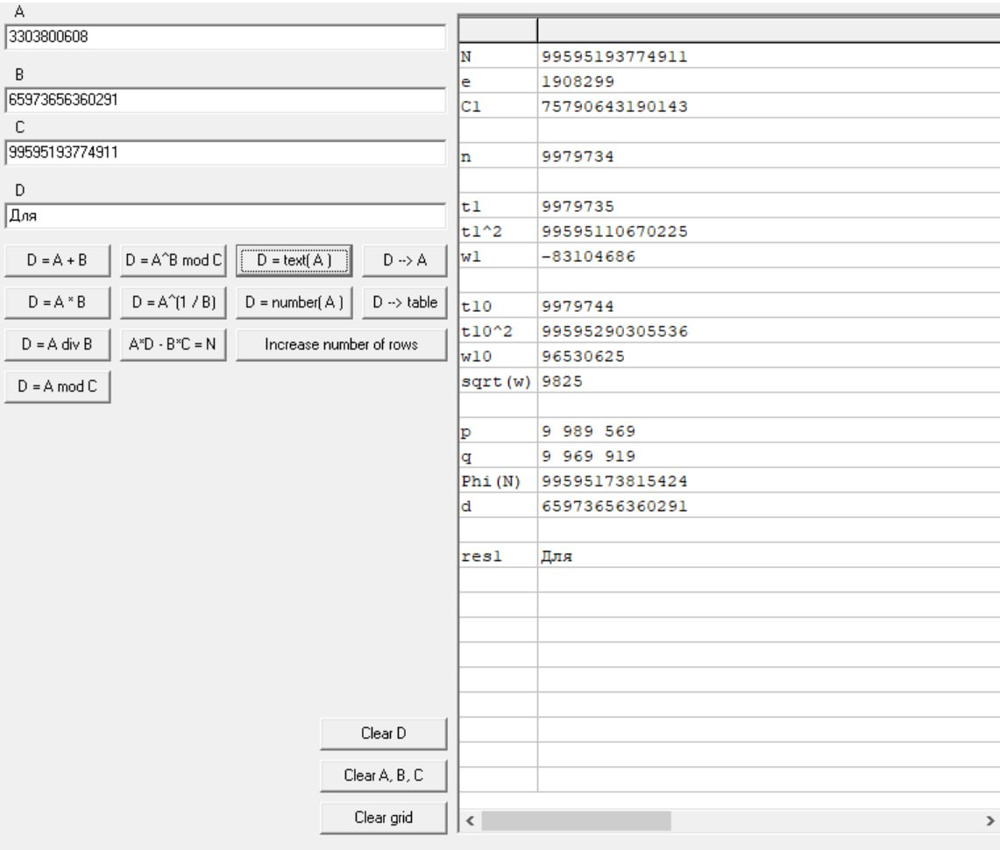 A
3303800608
B
65973656360291
C
99595193774911
D
Для
D = A + B
D = A^B mod C
D = text( A )
D --> A
D = A * B
D = A^(1 / B)
D = number( A )
D --> table
D = A div B
A*D - B*C = N
Increase number of rows
D = A mod C
Clear D
Clear A, B, C
Clear grid
N 99595193774911
e 1908299
C1 75790643190143
n 9979734
t1 9979735
t1^2 99595110670225
w1 -83104686
t10 9979744
t10^2 99595290305536
w10 96530625
sqrt(w) 9825
p 9 989 569
q 9 969 919
Phi(N) 99595173815424
d 65973656360291
res1 Для